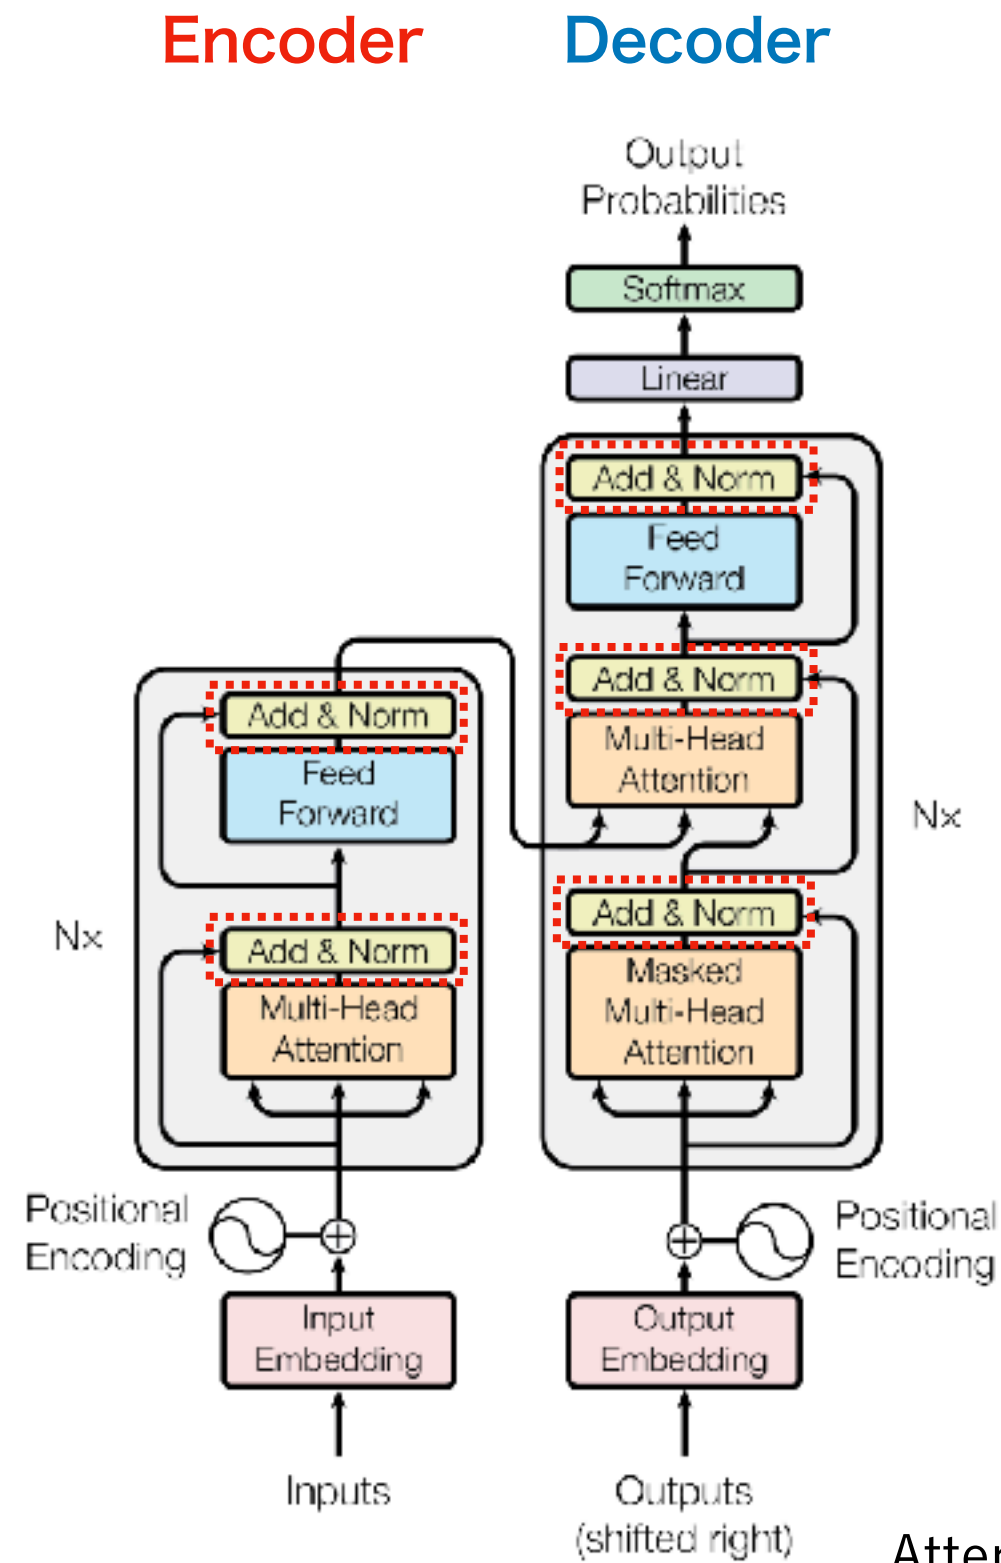 Encoder
Decoder
Output
Probabilities
Softmax
Linear
Add & Norm
Feed
Forward
Add & Norm
Multi-Head
Attention
Nx
Add & Norm
Masked
Multi-Head
Attention
Add & Norm
Feed
Forward
Nx
Add & Norm
Multi-Head
Attention
Positional
Encoding
Positional
Encoding
Input
Embedding
Output
Embedding
Inputs
Outputs
(shifted right)